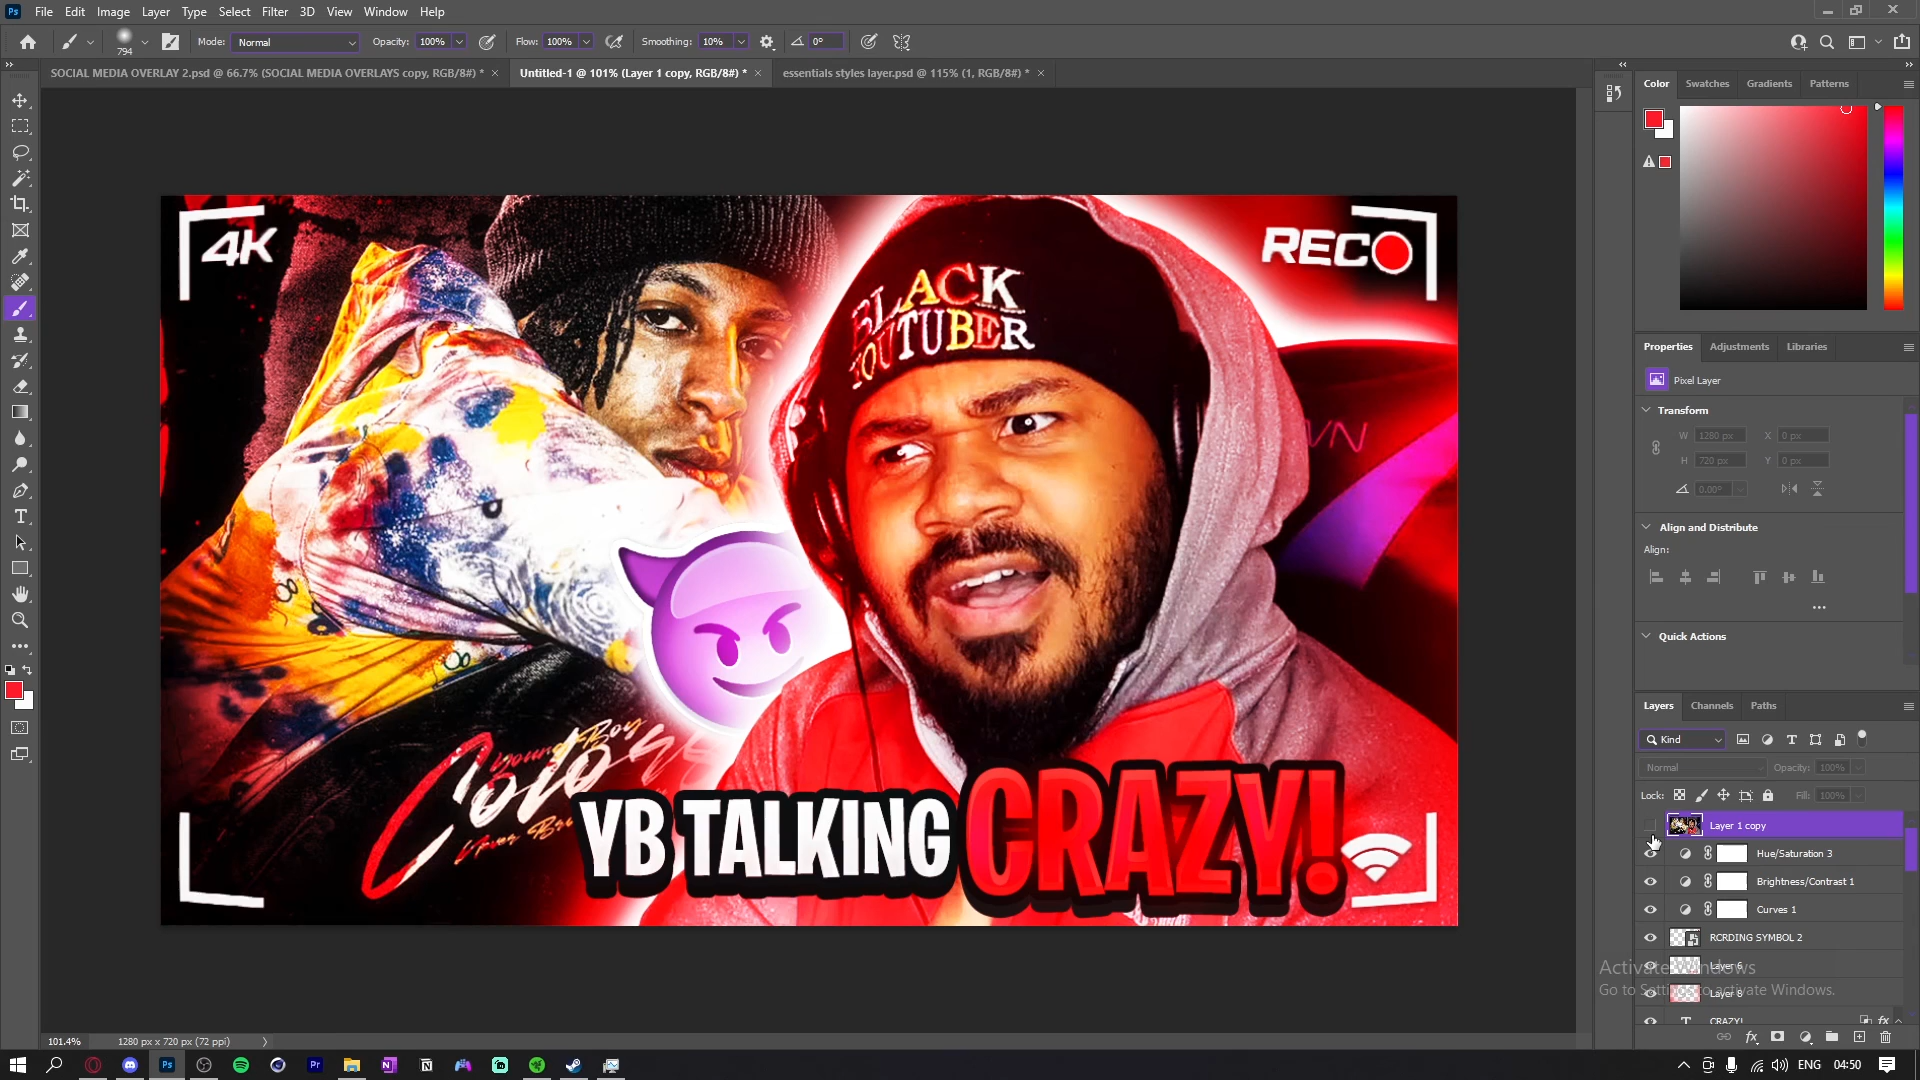 Ps File Edit Image Layer Type Select Filter 3D View Window Help
794 Mode: Normal Opacity: 100% Flow: 100% Smoothing: 10% 0°
SOCIAL MEDIA OVERLAY 2.psd @ 66.7% (SOCIAL MEDIA OVERLAYS copy, RGB/8#) * × Untitled-1 @ 101% (Layer 1 copy, RGB/8#) * × essentials styles layer.psd @ 115% (1, RGB/8#) * ×
Color Swatches Gradients Patterns
4K
REC
BLACK
YOUTUBER
YB TALKING CRAZY!
Properties Adjustments Libraries
Pixel Layer
Transform
W 1280 px X 0 px
H 720 px Y 0 px
0.00°
Align and Distribute
Align:
Quick Actions
Layers Channels Paths
Kind
Normal Opacity: 100%
Lock: Fill: 100%
Layer 1 copy
Hue/Saturation 3
Brightness/Contrast 1
Curves 1
RCRDING SYMBOL 2
Layer 6
Layer 8
CRAZY!
fx
Activate Windows
Go to Settings to activate Windows.
101.4% 1280 px x 720 px (72 ppi)
fx
Ps Pr N ENG 04:50